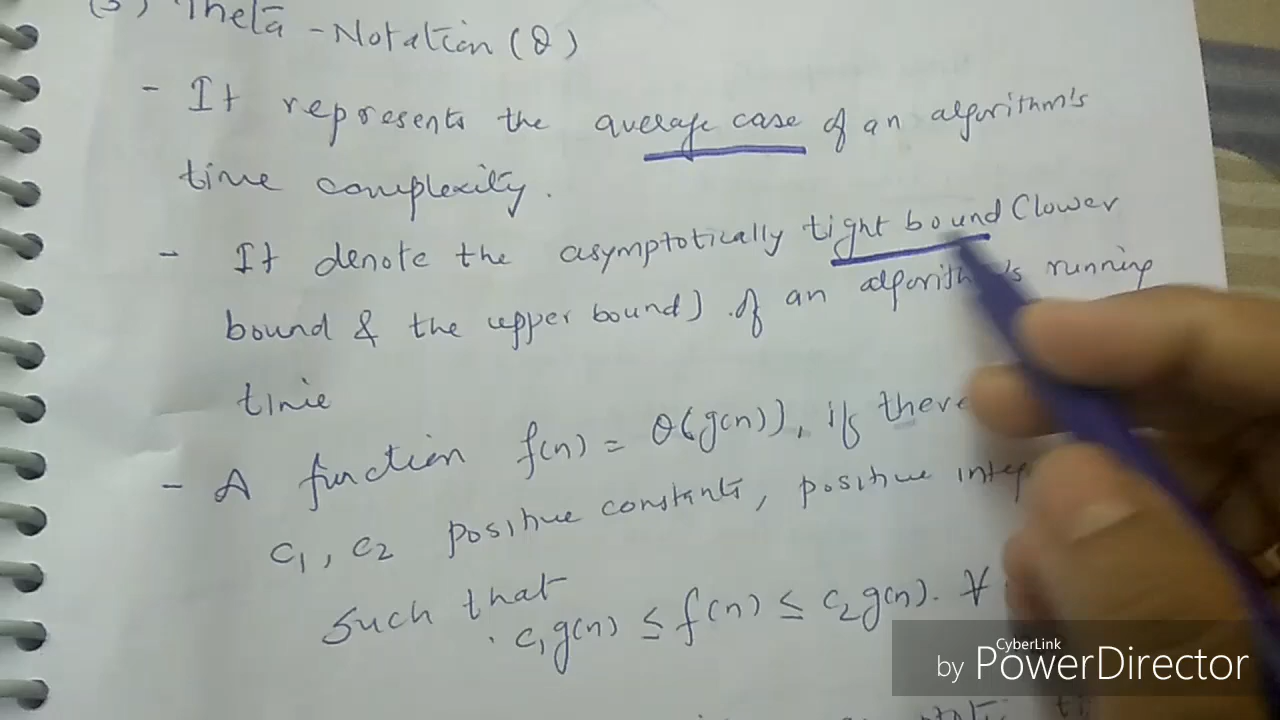 (3) Theta - Notation (θ)
- It represents the average case of an algorithm's
time complexity.
- It denote the asymptotically tight bound (lower
bound & the upper bound) of an algorithm's running
time
- A function f(n) = θ(g(n)), if there
c1, c2 positive constants, positive
such that
c1g(n) ≤ f(n) ≤ c2g(n). ∀
CyberLink
by PowerDirector